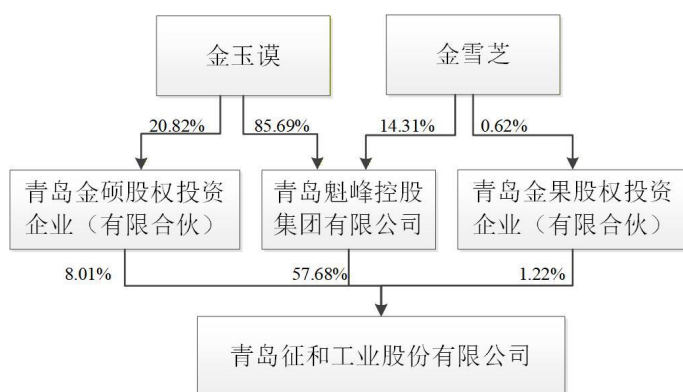 金玉谟
金雪芝
20.82%
85.69%
14.31%
0.62%
青岛金硕股权投资
企业（有限合伙）
青岛魁峰控股
集团有限公司
青岛金果股权投资
企业（有限合伙）
8.01%
57.68%
1.22%
青岛征和工业股份有限公司